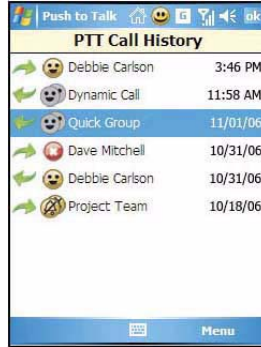 Push to Talk G ok
PTT Call History
Debbie Carlson 3:46 PM
Dynamic Call 11:58 AM
Quick Group 11/01/06
Dave Mitchell 10/31/06
Debbie Carlson 10/31/06
Project Team 10/18/06
Menu